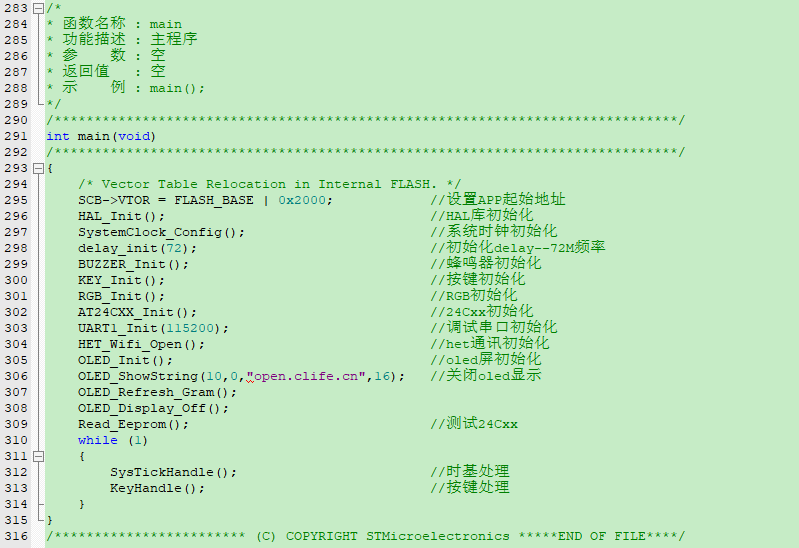 283 /*
284 * 函数名称 : main
285 * 功能描述 : 主程序
286 * 参    数 : 空
287 * 返回值   : 空
288 * 示    例 : main();
289 */
290 /*******************************************************************************/
291 int main(void)
292 /*******************************************************************************/
293 {
294     /* Vector Table Relocation in Internal FLASH. */
295     SCB->VTOR = FLASH_BASE | 0x2000;            //设置APP起始地址
296     HAL_Init();                                 //HAL库初始化
297     SystemClock_Config();                       //系统时钟初始化
298     delay_init(72);                             //初始化delay--72M频率
299     BUZZER_Init();                              //蜂鸣器初始化
300     KEY_Init();                                 //按键初始化
301     RGB_Init();                                 //RGB初始化
302     AT24CXX_Init();                             //24Cxx初始化
303     UART1_Init(115200);                         //调试串口初始化
304     HET_Wifi_Open();                            //het通讯初始化
305     OLED_Init();                                //oled屏初始化
306     OLED_ShowString(10,0,"open.clife.cn",16);   //关闭oled显示
307     OLED_Refresh_Gram();
308     OLED_Display_Off();
309     Read_Eeprom();                              //测试24Cxx
310     while (1)
311     {
312         SysTickHandle();                        //时基处理
313         KeyHandle();                            //按键处理
314     }
315 }
316 /************************ (C) COPYRIGHT STMicroelectronics *****END OF FILE****/